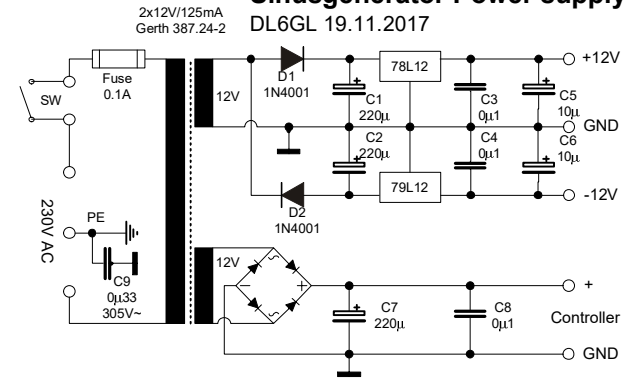 Sinusgenerator Power supply
DL6GL 19.11.2017
2x12V/125mA
Gerth 387.24-2
Fuse
0.1A
SW
230V AC
PE
C9
0µ33
305V~
12V
12V
D1
1N4001
D2
1N4001
C1
220µ
C2
220µ
78L12
79L12
C3
0µ1
C4
0µ1
C5
10µ
C6
10µ
+12V
GND
-12V
~
~
−
+
C7
220µ
C8
0µ1
+
Controller
GND